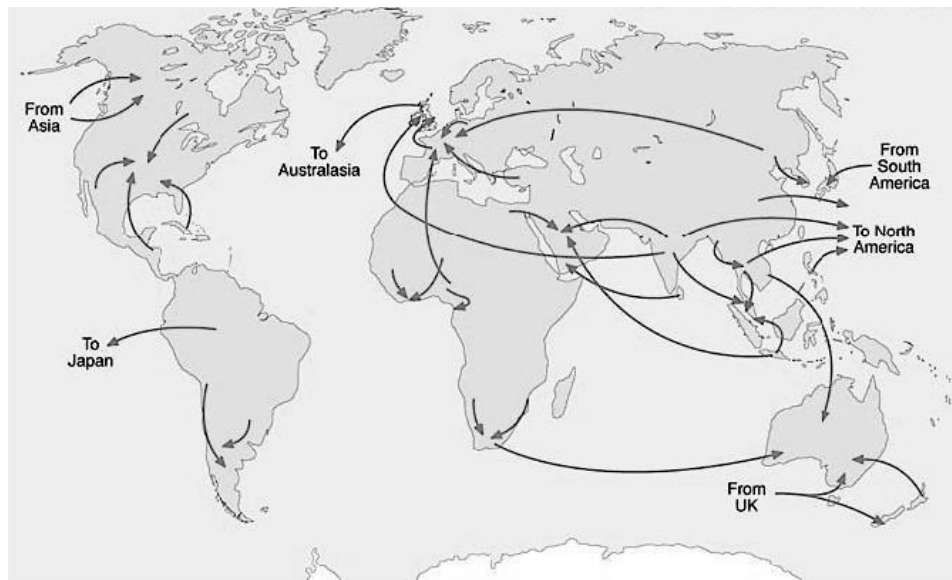 From
Asia
To
Australasia
From
South
America
To North
America
To
Japan
From
UK